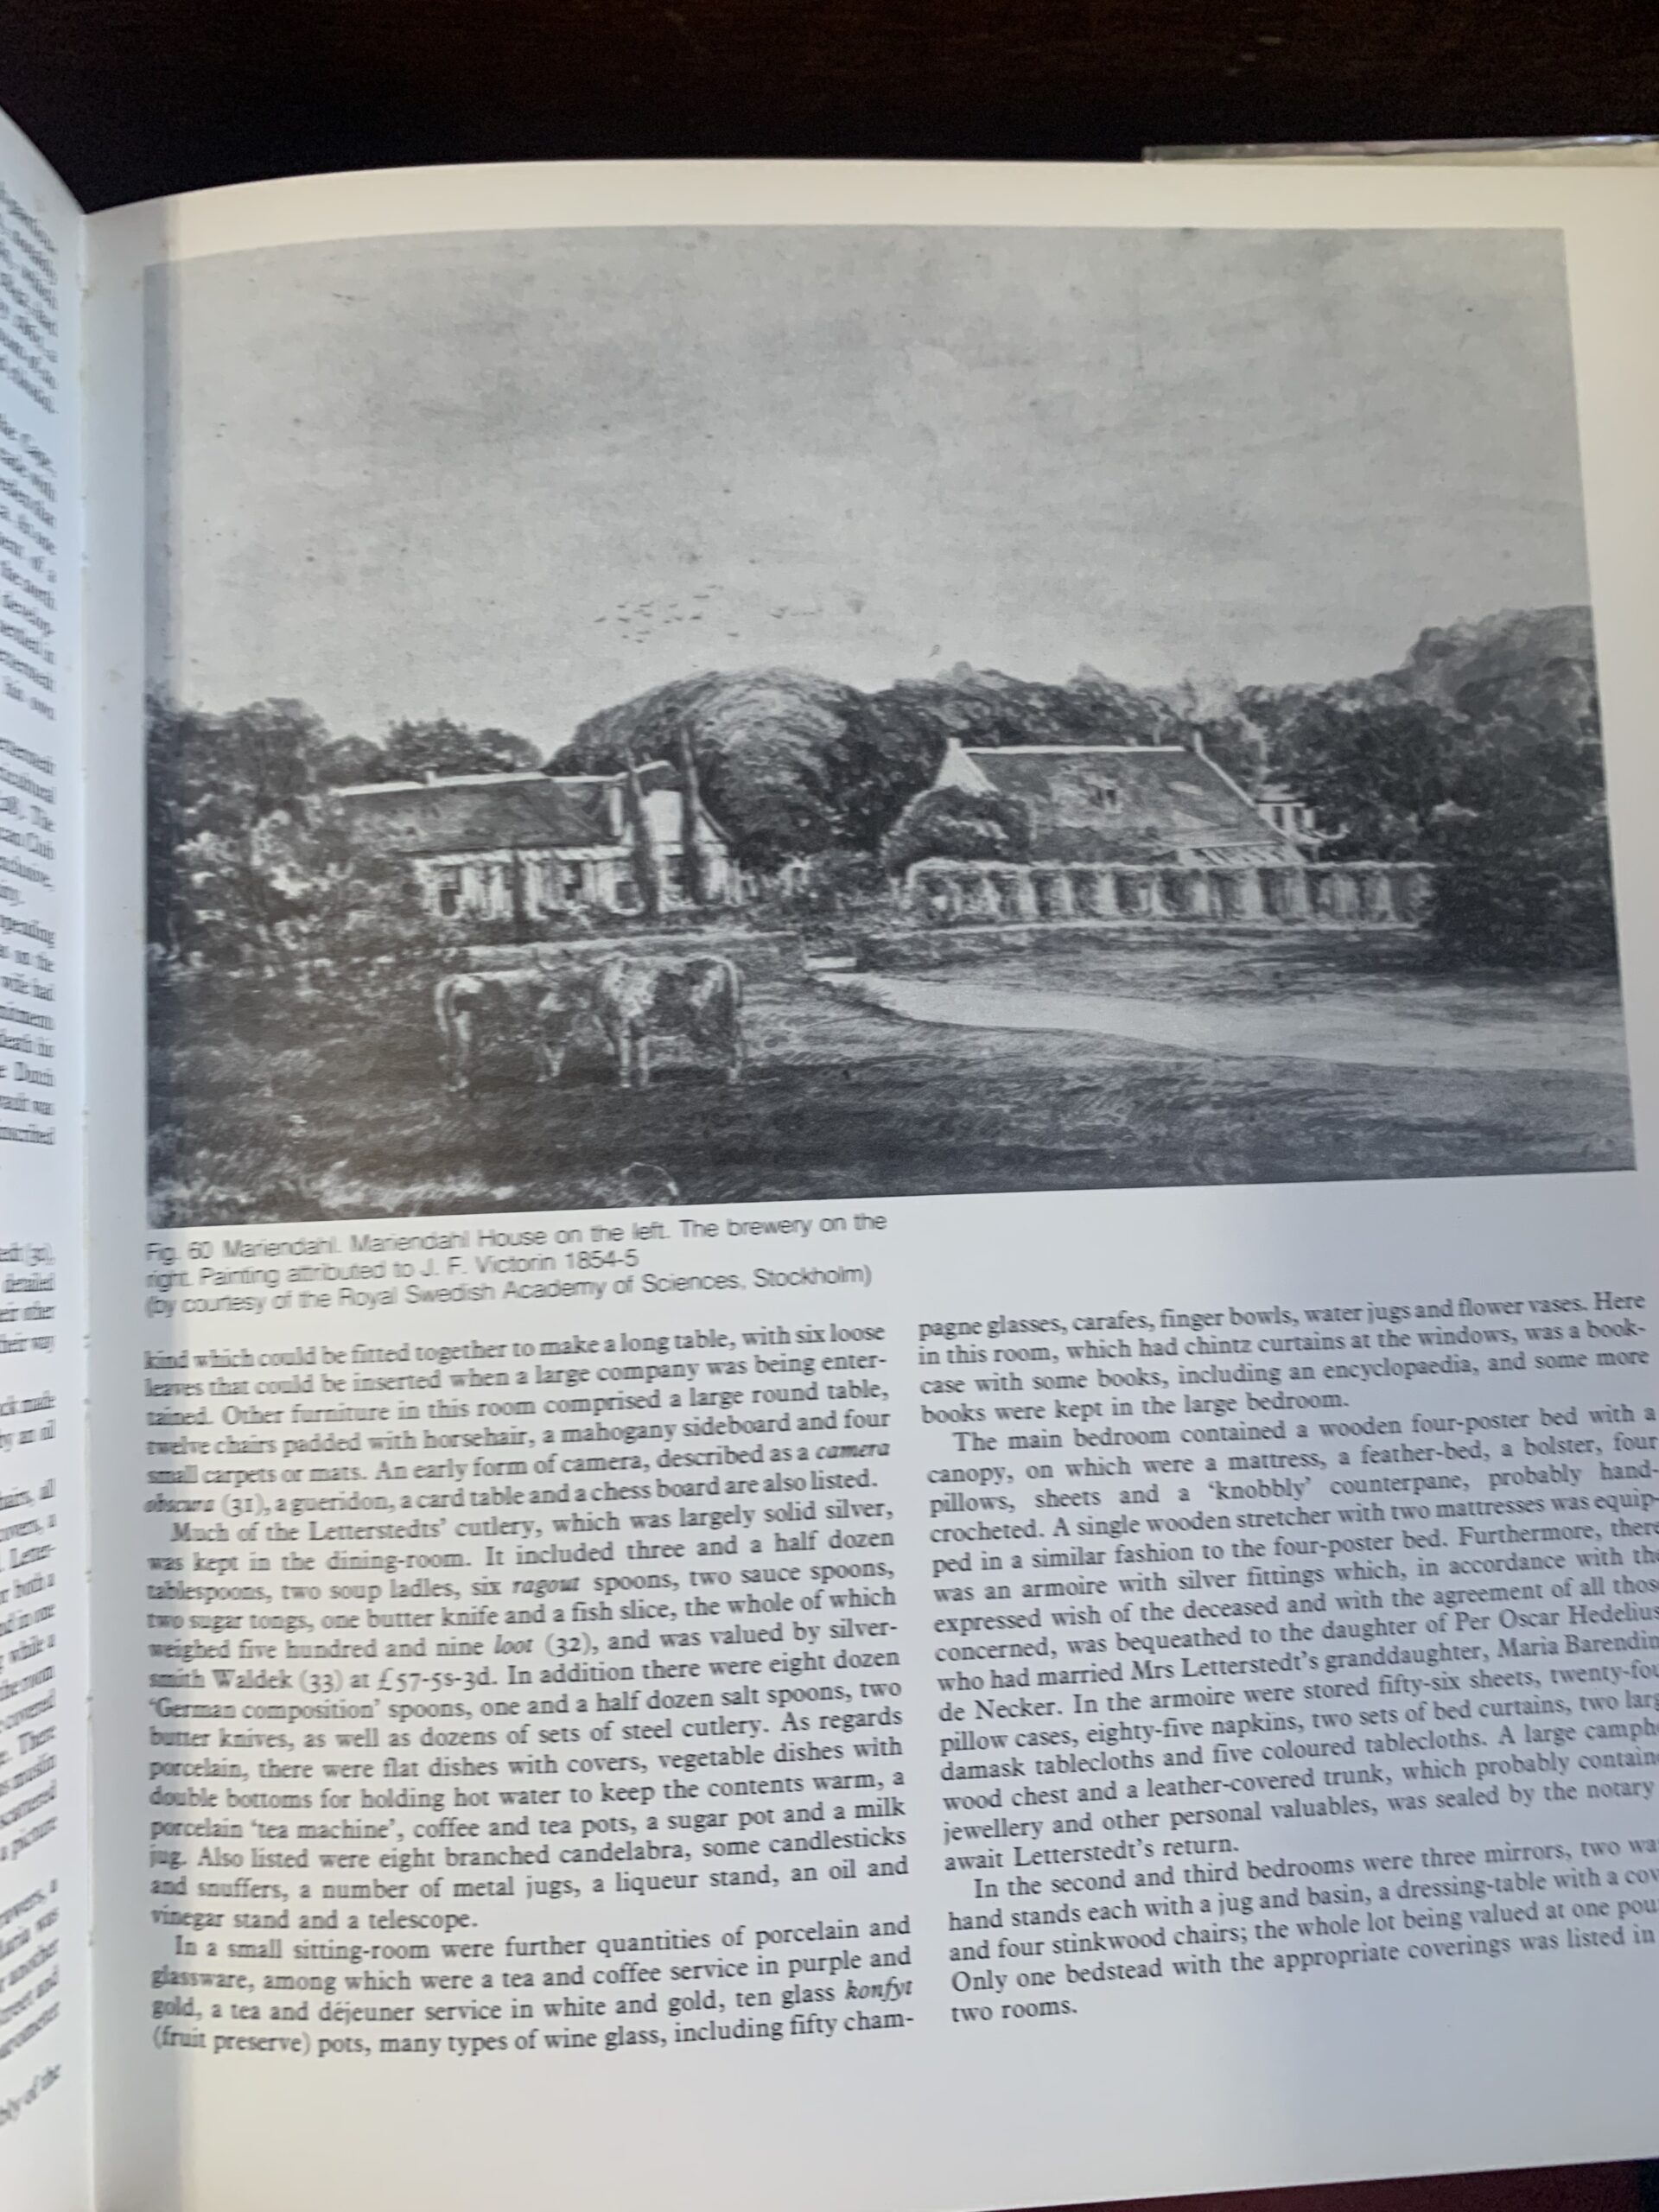 Fig. 60 Mariendahl. Mariendahl House on the left. The brewery on the
right. Painting attributed to J. F. Victorin 1854-5
(by courtesy of the Royal Swedish Academy of Sciences, Stockholm)
kind which could be fitted together to make a long table, with six loose
leaves that could be inserted when a large company was being enter-
tained. Other furniture in this room comprised a large round table,
twelve chairs padded with horsehair, a mahogany sideboard and four
small carpets or mats. An early form of camera, described as a camera
obscura (31), a gueridon, a card table and a chess board are also listed.
Much of the Letterstedts' cutlery, which was largely solid silver,
was kept in the dining-room. It included three and a half dozen
tablespoons, two soup ladles, six ragout spoons, two sauce spoons,
two sugar tongs, one butter knife and a fish slice, the whole of which
weighed five hundred and nine loot (32), and was valued by silver-
smith Waldek (33) at £57-5s-3d. In addition there were eight dozen
'German composition' spoons, one and a half dozen salt spoons, two
butter knives, as well as dozens of sets of steel cutlery. As regards
porcelain, there were flat dishes with covers, vegetable dishes with
double bottoms for holding hot water to keep the contents warm, a
porcelain 'tea machine', coffee and tea pots, a sugar pot and a milk
jug. Also listed were eight branched candelabra, some candlesticks
and snuffers, a number of metal jugs, a liqueur stand, an oil and
vinegar stand and a telescope.
In a small sitting-room were further quantities of porcelain and
glassware, among which were a tea and coffee service in purple and
gold, a tea and déjeuner service in white and gold, ten glass konfyt
(fruit preserve) pots, many types of wine glass, including fifty cham-
pagne glasses, carafes, finger bowls, water jugs and flower vases. Here
in this room, which had chintz curtains at the windows, was a book-
case with some books, including an encyclopaedia, and some more
books were kept in the large bedroom.
The main bedroom contained a wooden four-poster bed with a
canopy, on which were a mattress, a feather-bed, a bolster, four
pillows, sheets and a 'knobbly' counterpane, probably hand-
crocheted. A single wooden stretcher with two mattresses was equip-
ped in a similar fashion to the four-poster bed. Furthermore, there
was an armoire with silver fittings which, in accordance with the
expressed wish of the deceased and with the agreement of all those
concerned, was bequeathed to the daughter of Per Oscar Hedelius
who had married Mrs Letterstedt's granddaughter, Maria Barendin
de Necker. In the armoire were stored fifty-six sheets, twenty-fou
pillow cases, eighty-five napkins, two sets of bed curtains, two larg
damask tablecloths and five coloured tablecloths. A large campho
wood chest and a leather-covered trunk, which probably containe
jewellery and other personal valuables, was sealed by the notary
await Letterstedt's return.
In the second and third bedrooms were three mirrors, two wa
hand stands each with a jug and basin, a dressing-table with a cov
and four stinkwood chairs; the whole lot being valued at one pou
Only one bedstead with the appropriate coverings was listed in
two rooms.